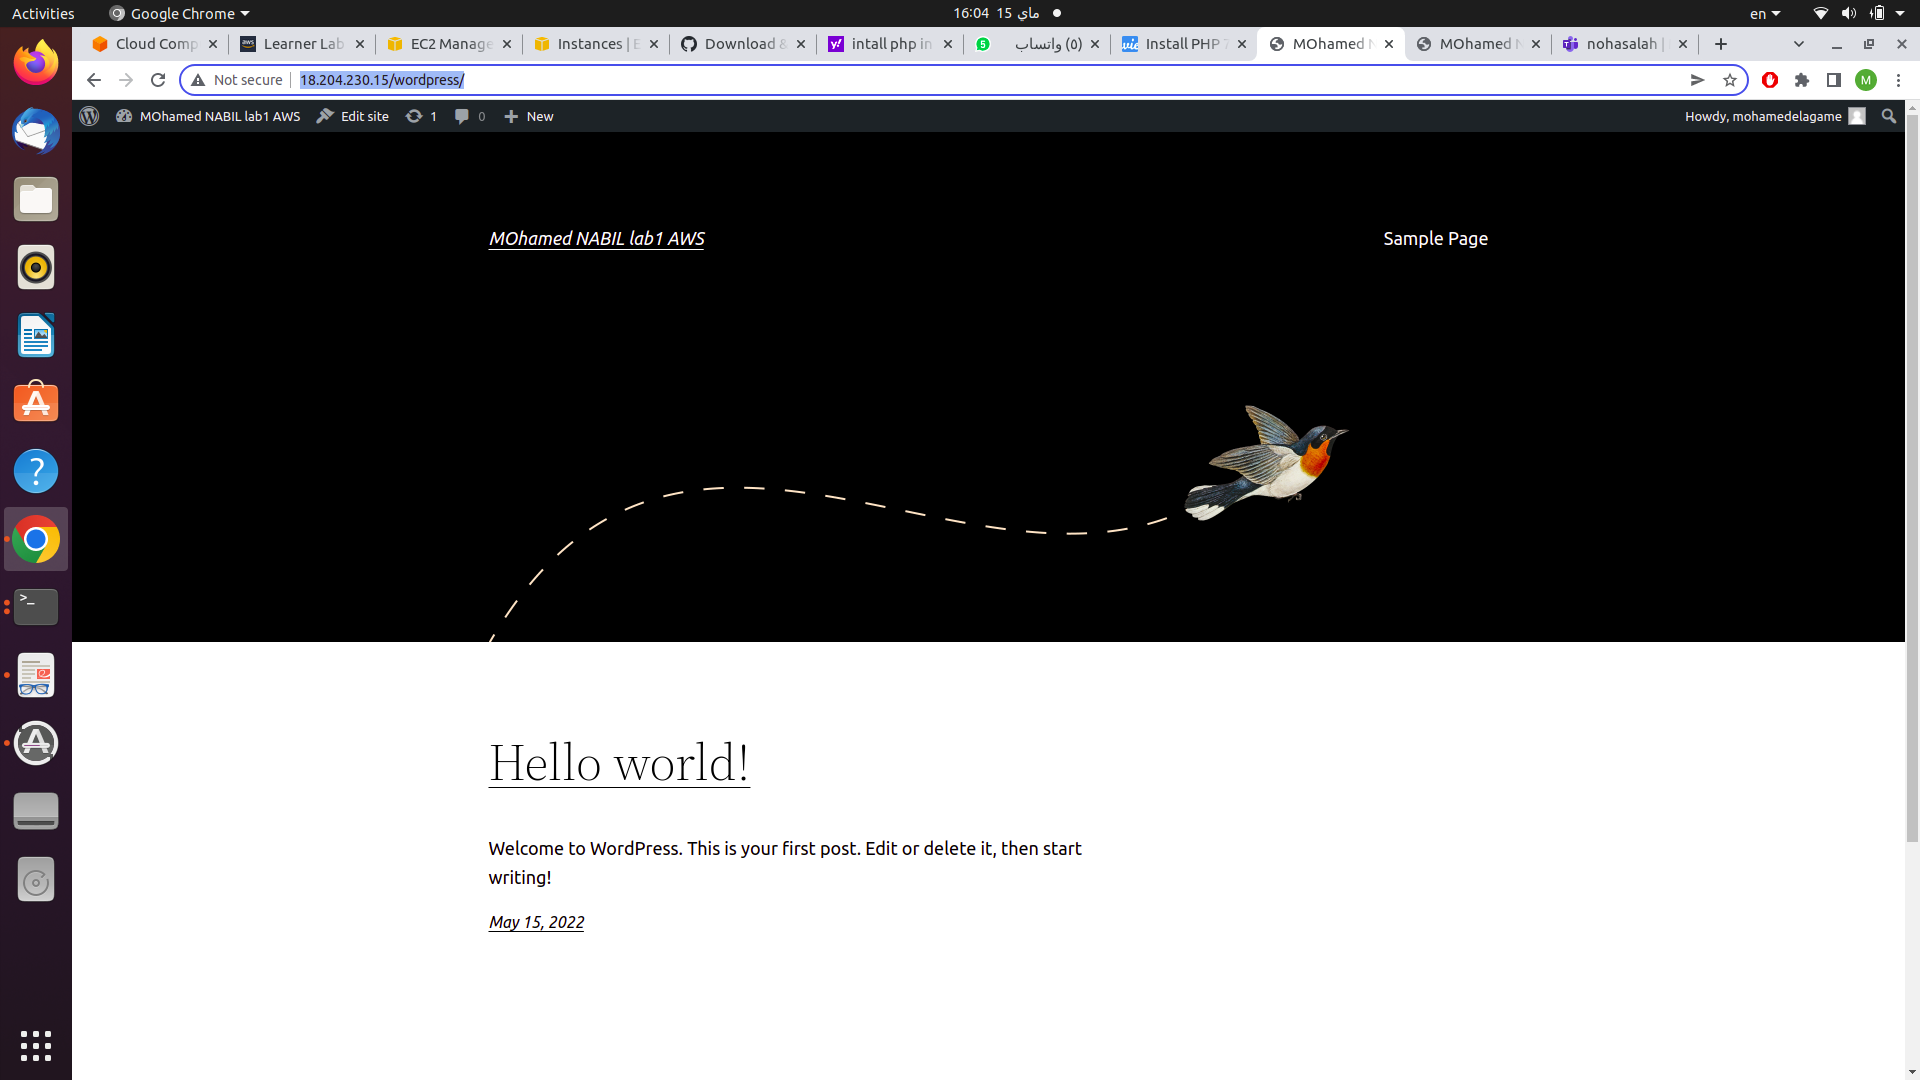 Activities
Google Chrome
16:04 15 ماي
en
Cloud Comp
Learner Lab
EC2 Manage
Instances | E
Download &
intall php in
(٥) واتساب
Install PHP 7
MOhamed N
MOhamed N
nohasalah |
Not secure
18.204.230.15/wordpress/
M
MOhamed NABIL lab1 AWS
Edit site
1
0
New
Howdy, mohamedelagame
MOhamed NABIL lab1 AWS
Sample Page
Hello world!
Welcome to WordPress. This is your first post. Edit or delete it, then start
writing!
May 15, 2022